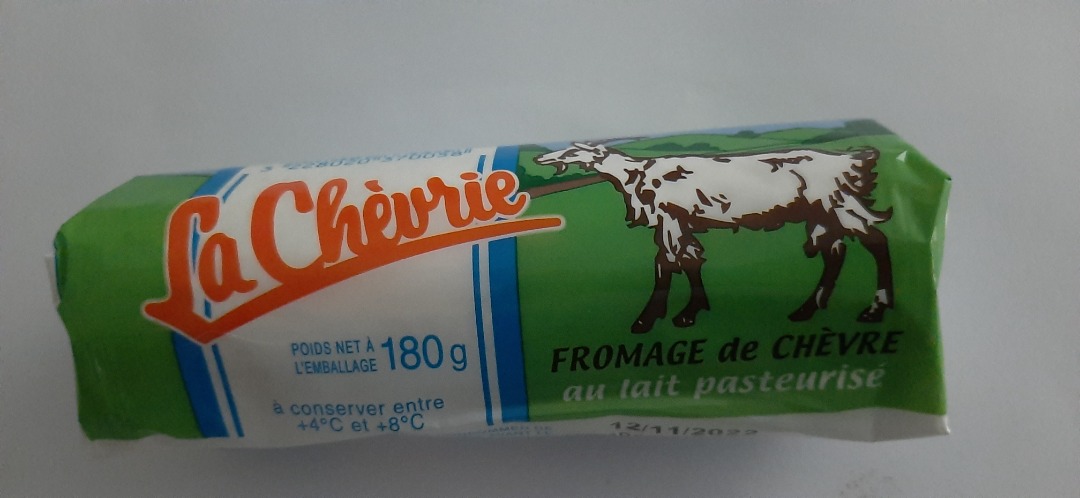 La Chèvrie
POIDS NET À
L'EMBALLAGE
180 g
à conserver entre
+4°C et +8°C
FROMAGE de CHÈVRE
au lait pasteurisé
12/11/2022